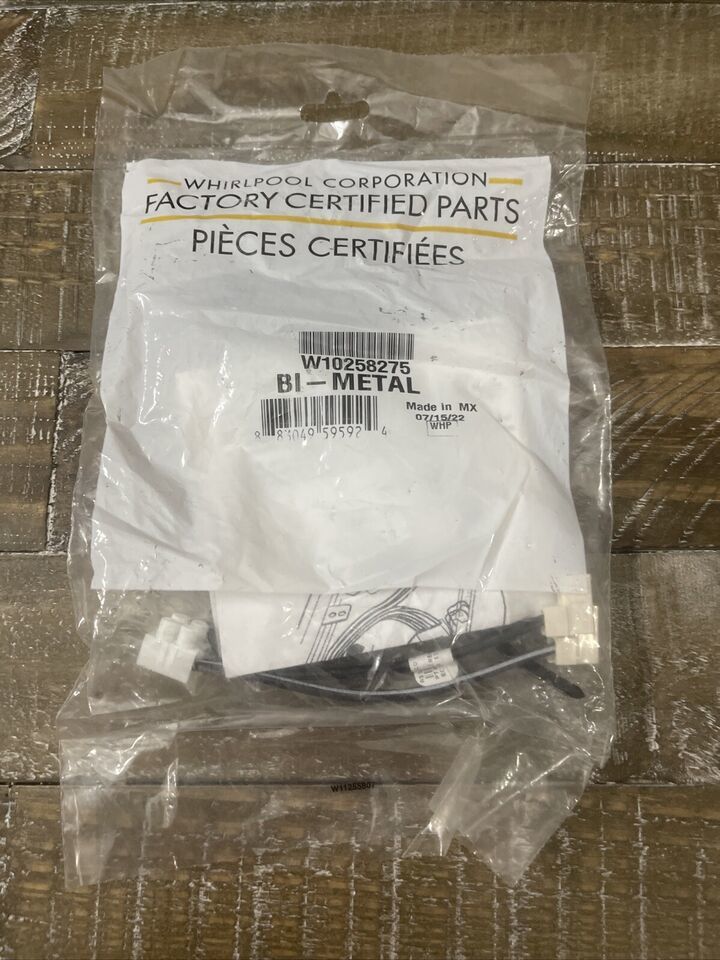 WHIRLPOOL CORPORATION
FACTORY CERTIFIED PARTS
PIÈCES CERTIFIÉES
W10258275
BI-METAL
Made in MX
07/15/22
WHP
8 83049 59592 4
W11255807